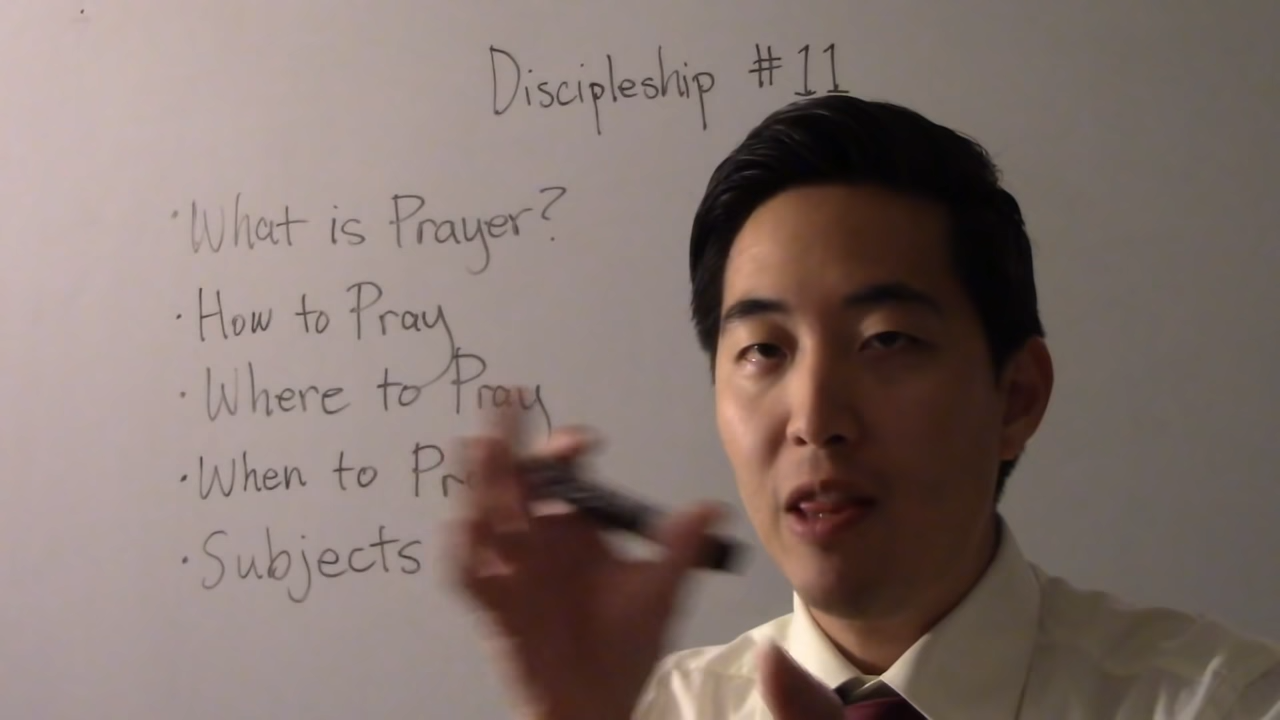 Discipleship #11
· What is Prayer?
· How to Pray
· Where to Pray
· When to
· Subjects